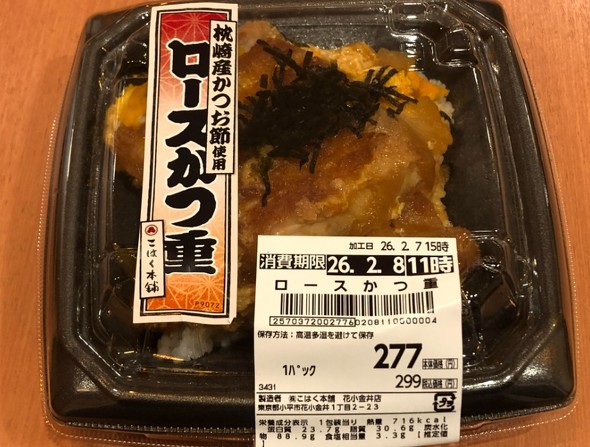 枕崎産かつお節使用
ロースかつ重
こはく本舗
P9072
加工日 26. 2. 7 15時
消費期限 26. 2. 8 11時
ロースかつ重
2570372002776020811000000004
保存方法:高温多湿を避けて保存
1パック
277 本体価格(円)
299 税込価格(円)
3431
製造者 ㈱こはく本舗 花小金井店
東京都小平市花小金井1丁目2-23
栄養成分表示 1包装当り 熱量 716kcal
蛋白質 23.7g 脂質 30.6g 炭水化
物 88.9g 食塩相当量 3.3g (推定値